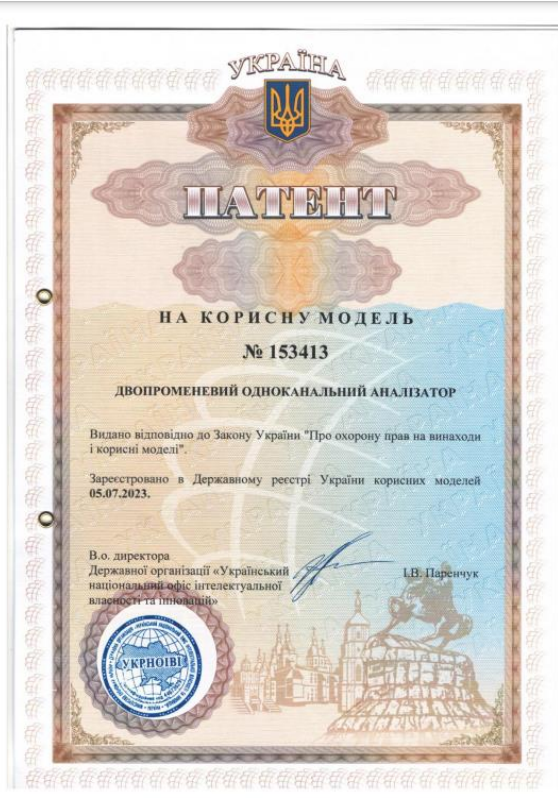 УКРАЇНА
ПАТЕНТ
НА КОРИСНУ МОДЕЛЬ
№ 153413
ДВОПРОМЕНЕВИЙ ОДНОКАНАЛЬНИЙ АНАЛІЗАТОР
Видано відповідно до Закону України "Про охорону прав на винаходи
і корисні моделі".
Зареєстровано в Державному реєстрі України корисних моделей
05.07.2023.
В.о. директора
Державної організації «Український
національний офіс інтелектуальної
власності та інновацій»
І.В. Паренчук
УКРНОІВІ